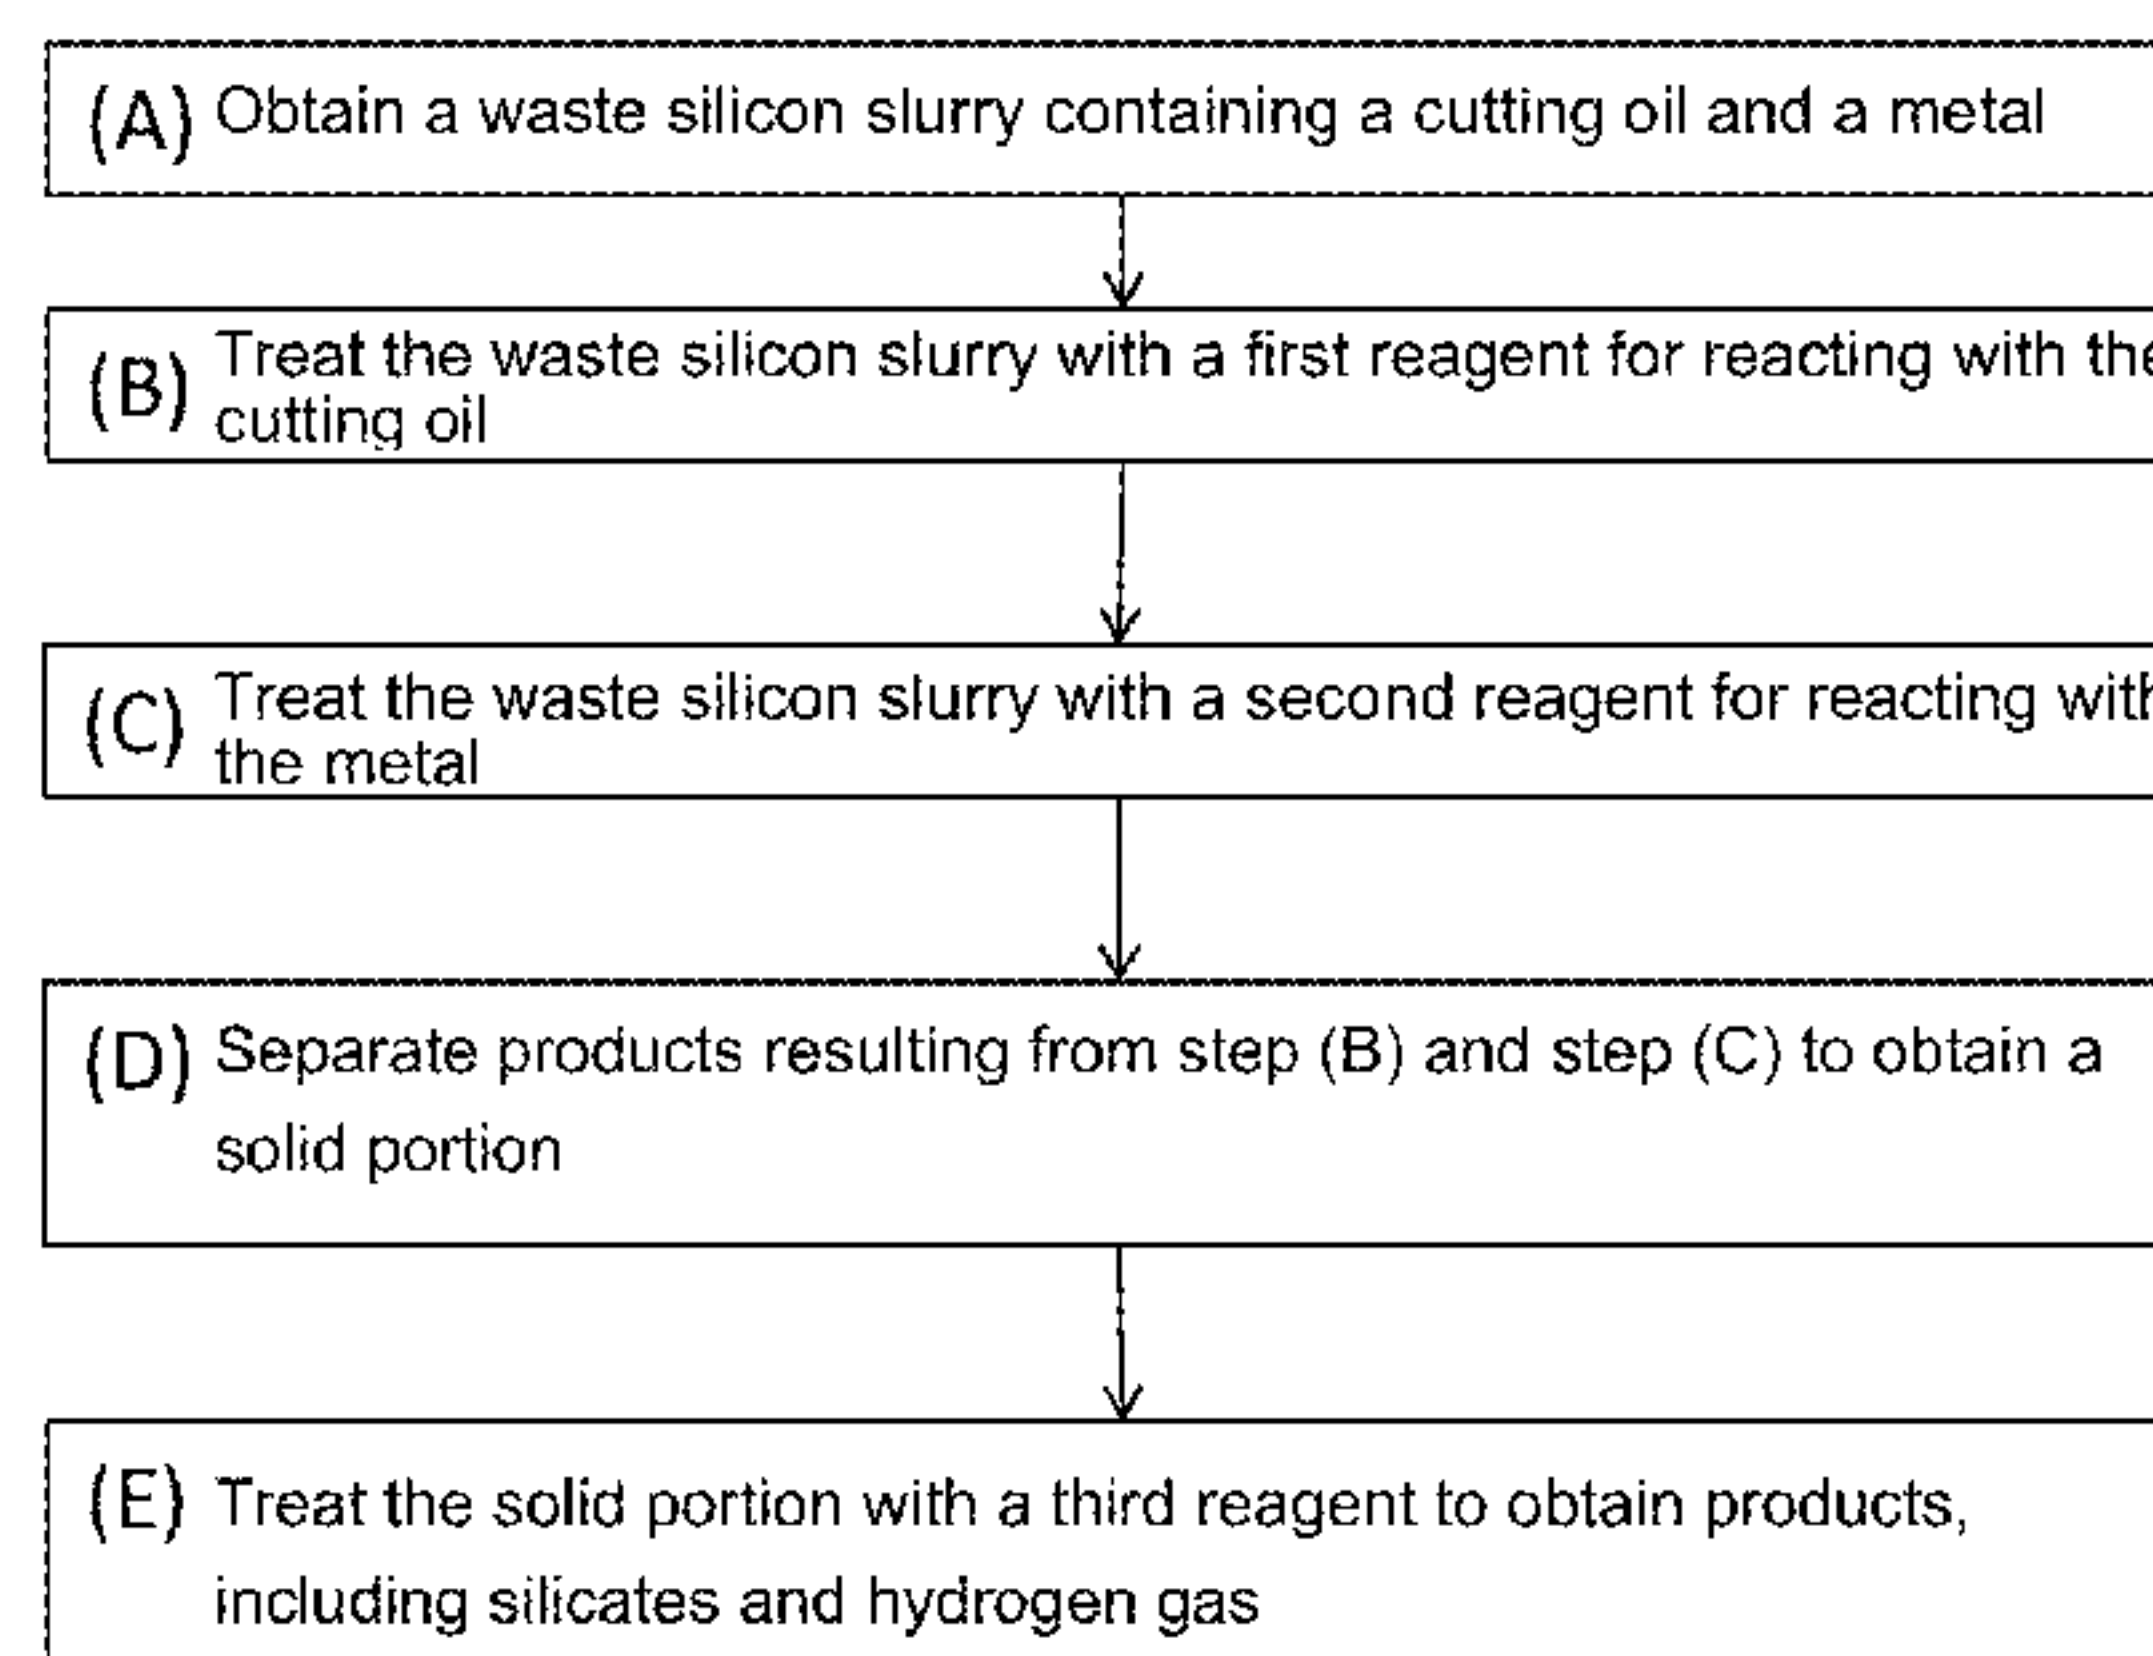 (A) Obtain a waste silicon slurry containing a cutting oil and a metal
(B) Treat the waste silicon slurry with a first reagent for reacting with the
cutting oil
(C) Treat the waste silicon slurry with a second reagent for reacting with
the metal
(D) Separate products resulting from step (B) and step (C) to obtain a
solid portion
(E) Treat the solid portion with a third reagent to obtain products,
including silicates and hydrogen gas